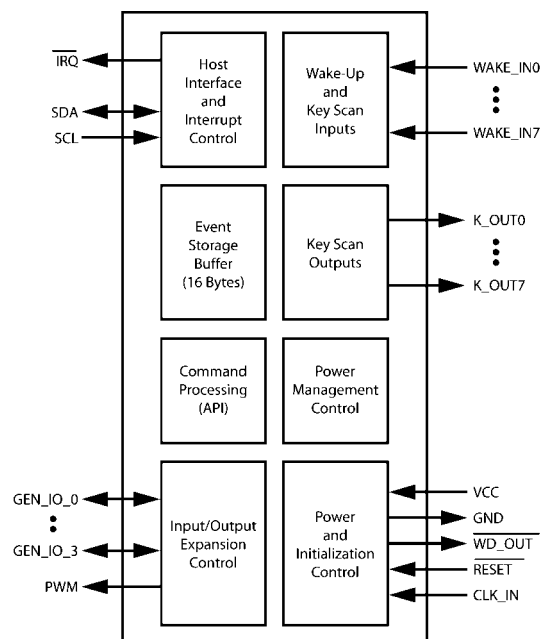 IRQ
SDA
SCL
Host
Interface
and
Interrupt
Control
Wake-Up
and
Key Scan
Inputs
WAKE_IN0
WAKE_IN7
Event
Storage
Buffer
(16 Bytes)
Key Scan
Outputs
K_OUT0
K_OUT7
Command
Processing
(API)
Power
Management
Control
GEN_IO_0
GEN_IO_3
PWM
Input/Output
Expansion
Control
Power
and
Initialization
Control
VCC
GND
WD_OUT
RESET
CLK_IN